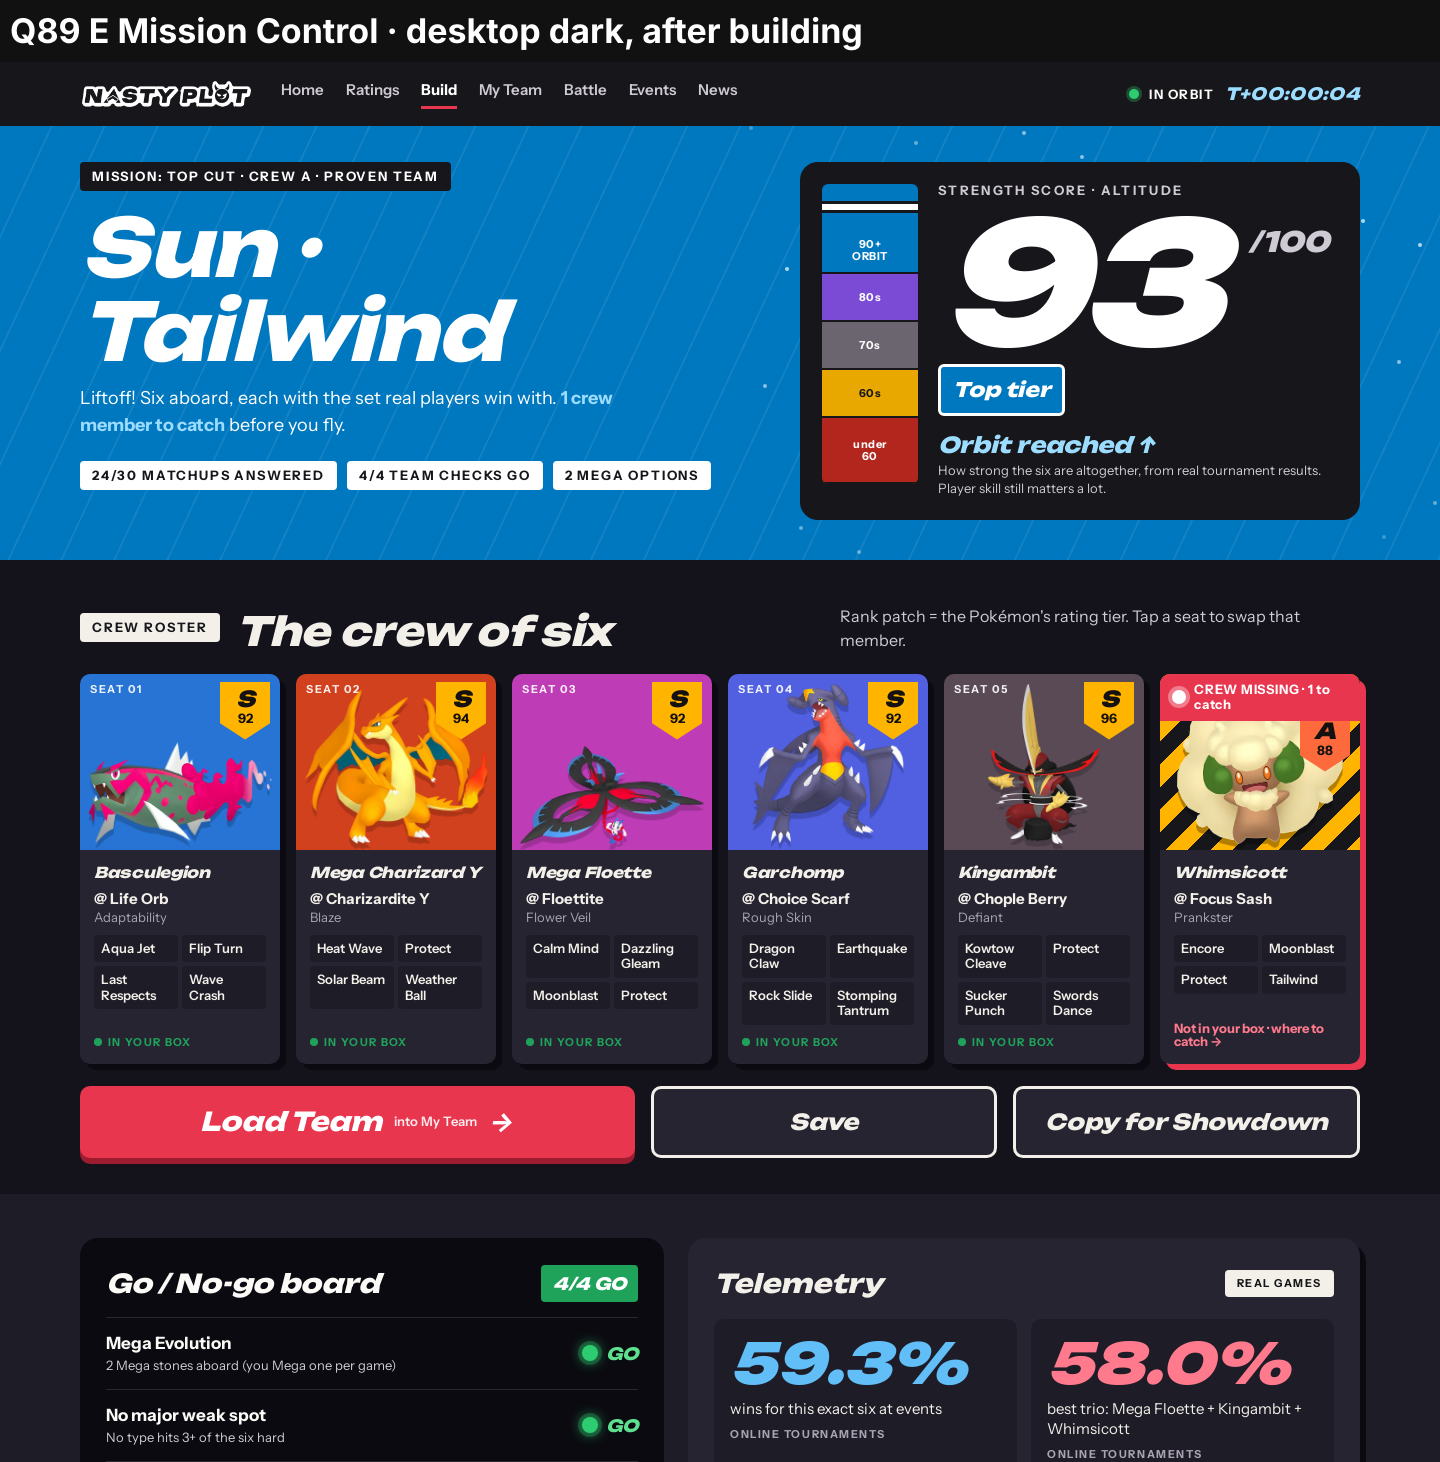 Q89 E Mission Control · desktop dark, after building
NASTY PLOT
Home
Ratings
Build
My Team
Battle
Events
News
IN ORBIT
T+00:00:04
MISSION: TOP CUT · CREW A · PROVEN TEAM
Sun ·
Tailwind
Liftoff! Six aboard, each with the set real players win with. 1 crew
member to catch before you fly.
24/30 MATCHUPS ANSWERED
4/4 TEAM CHECKS GO
2 MEGA OPTIONS
90+
ORBIT
80s
70s
60s
under
60
STRENGTH SCORE · ALTITUDE
93 /100
Top tier
Orbit reached ↑
How strong the six are altogether, from real tournament results.
Player skill still matters a lot.
CREW ROSTER
The crew of six
Rank patch = the Pokémon's rating tier. Tap a seat to swap that
member.
SEAT 01
S
92
Basculegion
@ Life Orb
Adaptability
Aqua Jet
Flip Turn
Last
Respects
Wave
Crash
IN YOUR BOX
SEAT 02
S
94
Mega Charizard Y
@ Charizardite Y
Blaze
Heat Wave
Protect
Solar Beam
Weather
Ball
IN YOUR BOX
SEAT 03
S
92
Mega Floette
@ Floettite
Flower Veil
Calm Mind
Dazzling
Gleam
Moonblast
Protect
IN YOUR BOX
SEAT 04
S
92
Garchomp
@ Choice Scarf
Rough Skin
Dragon
Claw
Earthquake
Rock Slide
Stomping
Tantrum
IN YOUR BOX
SEAT 05
S
96
Kingambit
@ Chople Berry
Defiant
Kowtow
Cleave
Protect
Sucker
Punch
Swords
Dance
IN YOUR BOX
CREW MISSING · 1 to
catch
A
88
Whimsicott
@ Focus Sash
Prankster
Encore
Moonblast
Protect
Tailwind
Not in your box · where to
catch →
Load Team into My Team →
Save
Copy for Showdown
Go / No-go board
4/4 GO
Mega Evolution
2 Mega stones aboard (you Mega one per game)
GO
No major weak spot
No type hits 3+ of the six hard
GO
Telemetry
REAL GAMES
59.3%
wins for this exact six at events
ONLINE TOURNAMENTS
58.0%
best trio: Mega Floette + Kingambit +
Whimsicott
ONLINE TOURNAMENTS